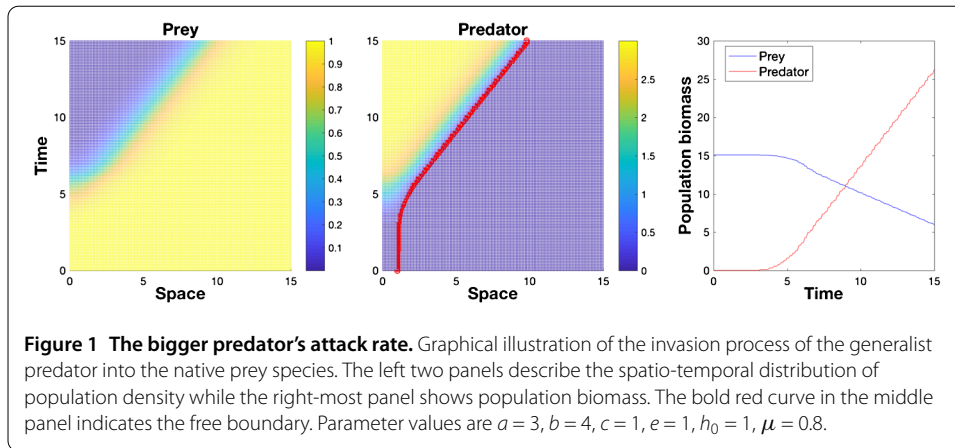 Prey
15
10
5
0
Time
0 5 10 15
Space
1
0.9
0.8
0.7
0.6
0.5
0.4
0.3
0.2
0.1
Predator
15
10
5
0
0 5 10 15
Space
2.5
2
1.5
1
0.5
0
30
25
20
15
10
5
0
Population biomass
Prey
Predator
0 5 10 15
Time
Figure 1 The bigger predator's attack rate. Graphical illustration of the invasion process of the generalist
predator into the native prey species. The left two panels describe the spatio-temporal distribution of
population density while the right-most panel shows population biomass. The bold red curve in the middle
panel indicates the free boundary. Parameter values are a = 3, b = 4, c = 1, e = 1, h₀ = 1, μ = 0.8.